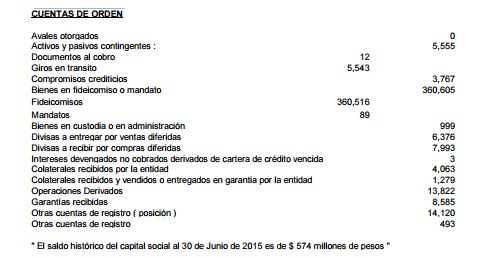 CUENTAS DE ORDEN
Avales otorgados 0
Activos y pasivos contingentes : 5,555
Documentos al cobro 12
Giros en transito 5,543
Compromisos crediticios 3,767
Bienes en fideicomiso o mandato 360,605
Fideicomisos 360,516
Mandatos 89
Bienes en custodia o en administración 999
Divisas a entregar por ventas diferidas 6,376
Divisas a recibir por compras diferidas 7,993
Intereses devengados no cobrados derivados de cartera de crédito vencida 3
Colaterales recibidos por la entidad 4,063
Colaterales recibidos y vendidos o entregados en garantía por la entidad 1,279
Operaciones Derivados 13,822
Garantías recibidas 8,585
Otras cuentas de registro ( posición ) 14,120
Otras cuentas de registro 493
" El saldo histórico del capital social al 30 de Junio de 2015 es de $ 574 millones de pesos "